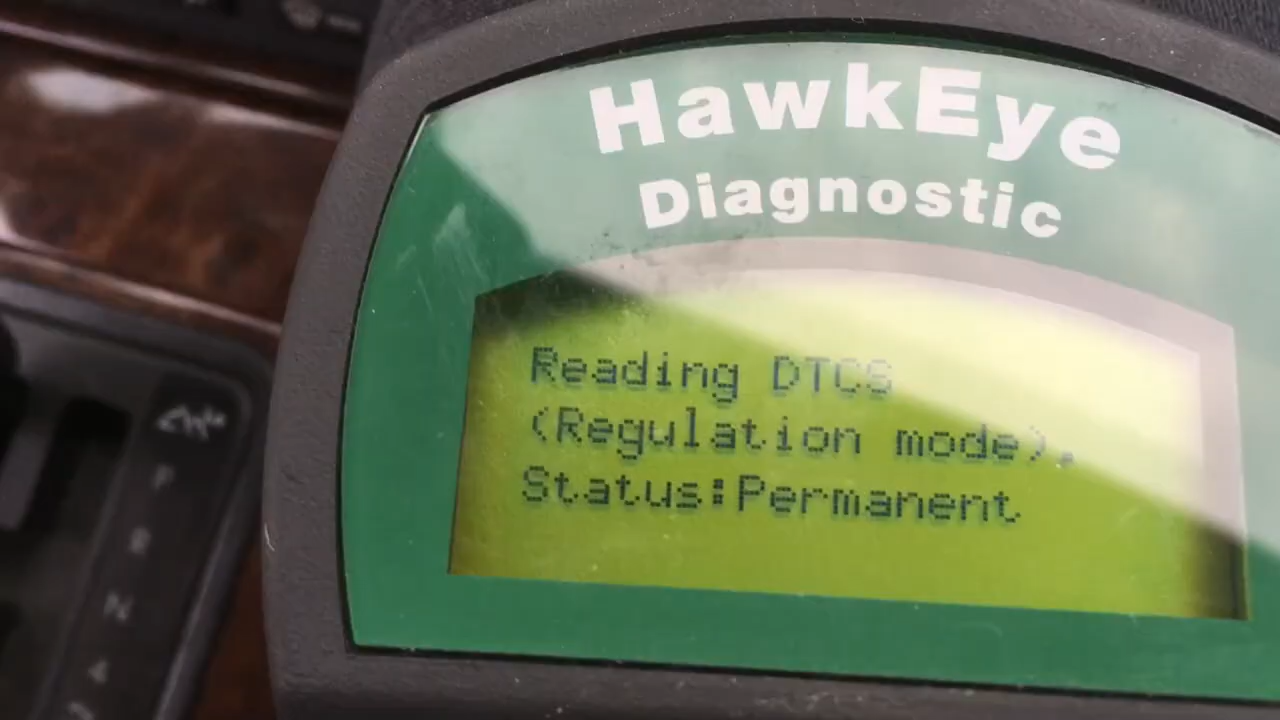 HawkEye
Diagnostic
Reading DTCS
(Regulation mode).
Status:Permanent
P
R
N